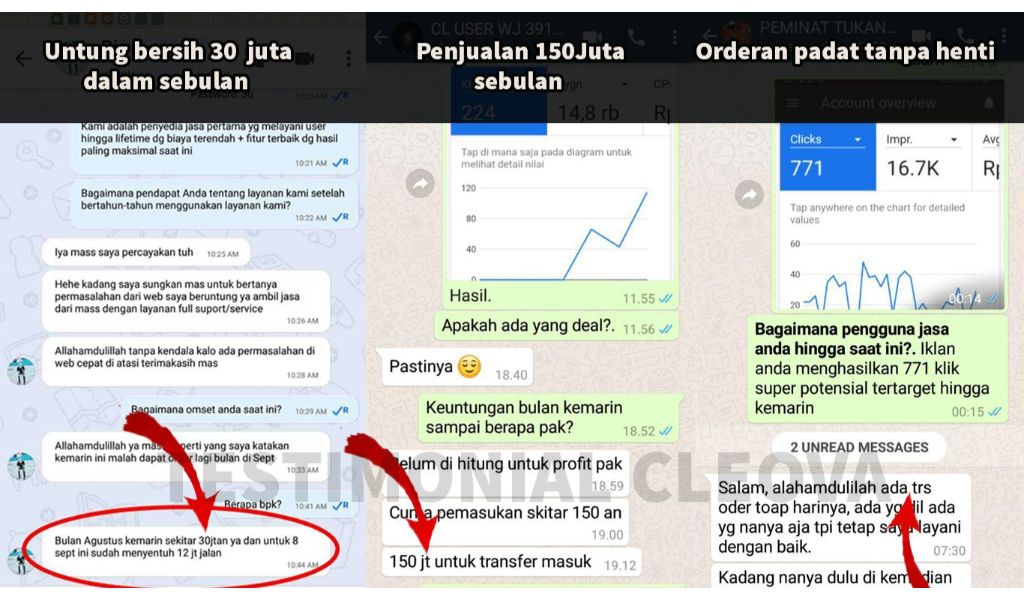 Untung bersih 30 juta
dalam sebulan
10:20 AM
Kami adalah penyedia jasa pertama yg melayani user
hingga lifetime dg biaya terendah + fitur terbaik dg hasil
paling maksimal saat ini
10:21 AM
Bagaimana pendapat Anda tentang layanan kami setelah
bertahun-tahun menggunakan layanan kami?
10:22 AM
Iya mass saya percayakan tuh
10:25 AM
Hehe kadang saya sungkan mas untuk bertanya
permasalahan dari web saya beruntung ya ambil jasa
dari mass dengan layanan full suport/service
10:26 AM
Allahamdulillah tanpa kendala kalo ada permasalahan di
web cepat di atasi terimakasih mas
10:28 AM
Bagaimana omset anda saat ini?
10:29 AM
Allahamdulillah ya mas perti yang saya katakan
kemarin ini malah dapat order lagi bulan di Sept
10:33 AM
Berapa bpk?
10:41 AM
Bulan Agustus kemarin sekitar 30jtan ya dan untuk 8
sept ini sudah menyentuh 12 jt jalan
10:44 AM
Penjualan 150Juta
sebulan
CL USER WJ 391...
224
14,8 rb
Rp
Tap di mana saja pada diagram untuk
melihat detail nilai
120
80
40
0
Hasil.
11.55
Apakah ada yang deal?.
11.56
Pastinya 😌
18.40
Keuntungan bulan kemarin
sampai berapa pak?
18.52
Belum di hitung untuk profit pak
18.59
Cuma pemasukan skitar 150 an
19.00
150 jt untuk transfer masuk
19.12
Orderan padat tanpa henti
PEMINAT TUKAN...
Account overview
Clicks
Impr.
Avg
771
16.7K
Rp
Tap anywhere on the chart for detailed
values
60
40
20
00:14
Bagaimana pengguna jasa
anda hingga saat ini?. Iklan
anda menghasilkan 771 klik
super potensial tertarget hingga
kemarin
00:15
2 UNREAD MESSAGES
Salam, alahamdulilah ada trs
oder toap harinya, ada yg dil ada
yg nanya aja tpi tetap saya layani
dengan baik.
07:30
Kadang nanya dulu di kemudian
TESTIMONIAL CLEOVA